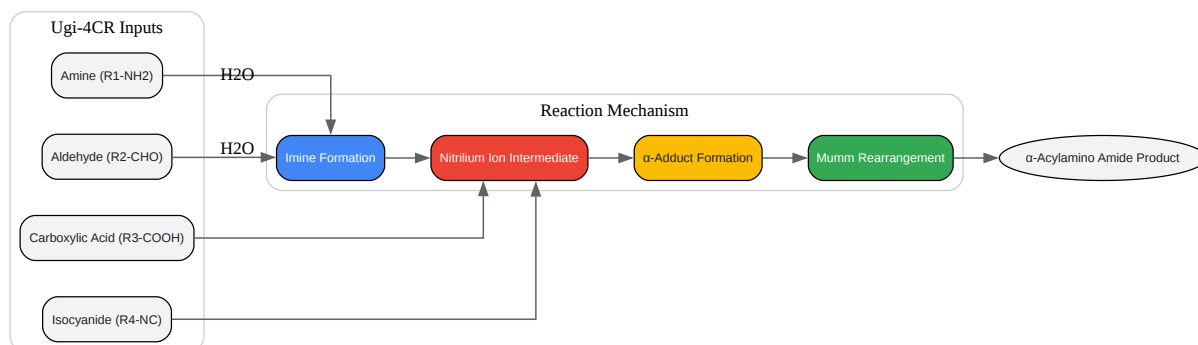 Ugi-4CR Inputs
Amine (R1-NH2)
H2O
Reaction Mechanism
Aldehyde (R2-CHO)
H2O
Imine Formation
Nitrilium Ion Intermediate
α-Adduct Formation
Mumm Rearrangement
α-Acylamino Amide Product
Carboxylic Acid (R3-COOH)
Isocyanide (R4-NC)